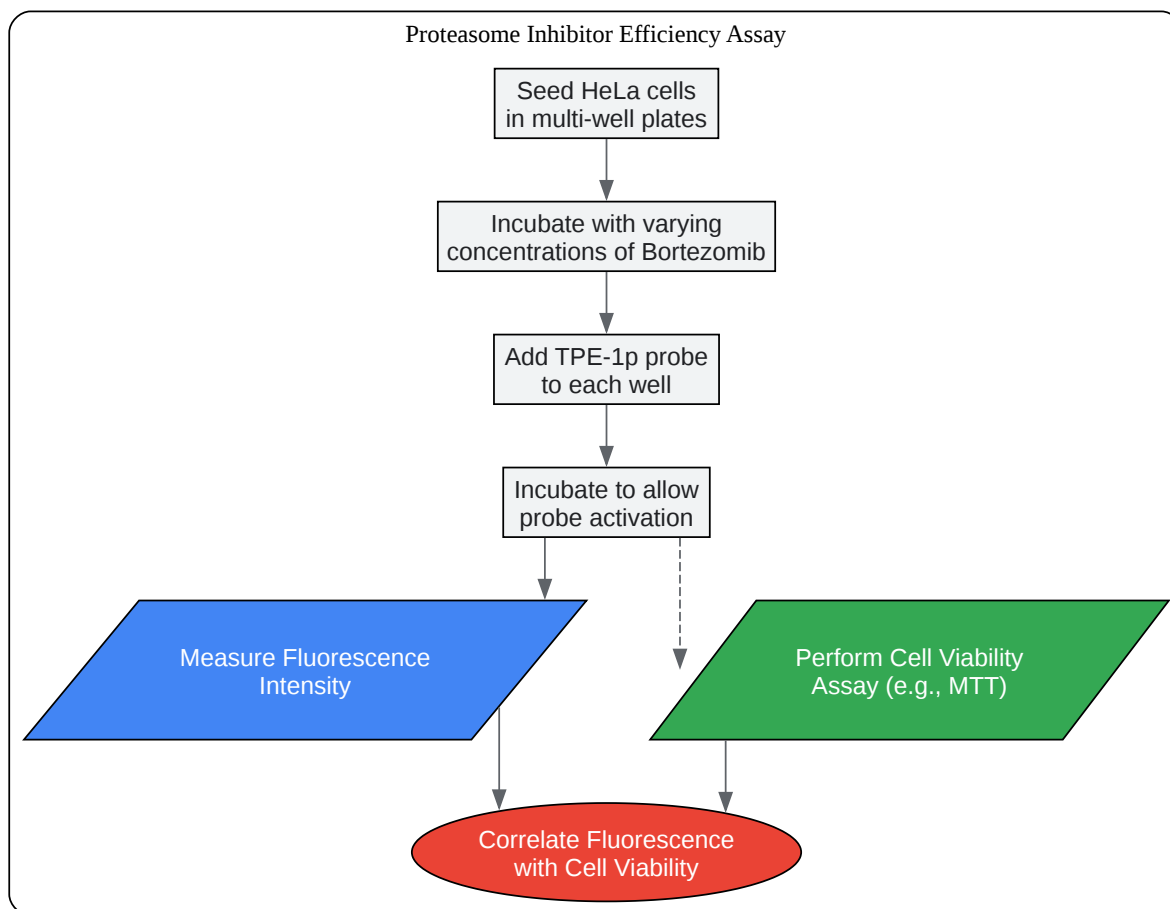 Proteasome Inhibitor Efficiency Assay
Seed HeLa cells
in multi-well plates
Incubate with varying
concentrations of Bortezomib
Add TPE-1p probe
to each well
Incubate to allow
probe activation
Measure Fluorescence
Intensity
Perform Cell Viability
Assay (e.g., MTT)
Correlate Fluorescence
with Cell Viability